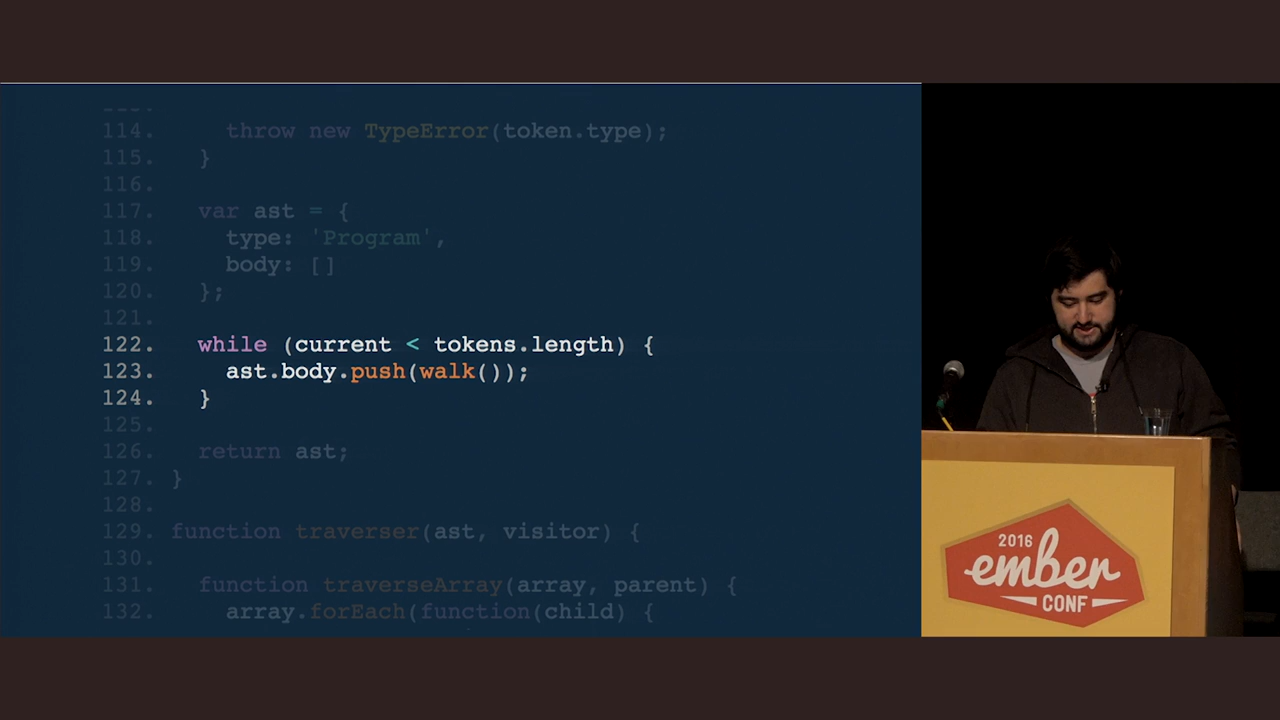 114.     throw new TypeError(token.type);
115.   }
116.
117.   var ast = {
118.     type: 'Program',
119.     body: []
120.   };
121.
122.   while (current < tokens.length) {
123.     ast.body.push(walk());
124.   }
125.
126.   return ast;
127. }
128.
129. function traverser(ast, visitor) {
130.
131.   function traverseArray(array, parent) {
132.     array.forEach(function(child) {
2016
ember
CONF